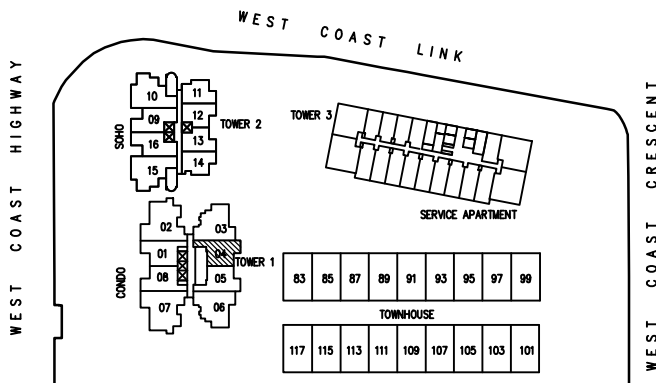 WEST COAST LINK
WEST COAST HIGHWAY
WEST COAST CRESCENT
10
11
09
12
TOWER 2
SOHO
16
13
15
14
TOWER 3
SERVICE APARTMENT
02
03
01
04
TOWER 1
CONDO
08
05
07
06
83 85 87 89 91 93 95 97 99
TOWNHOUSE
117 115 113 111 109 107 105 103 101